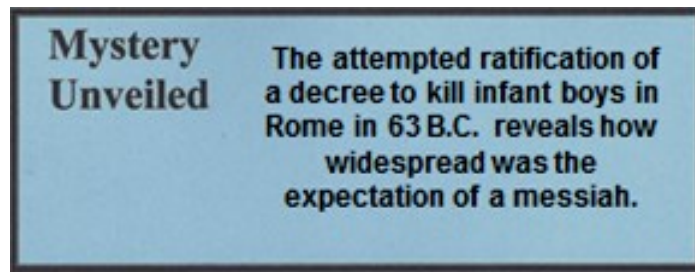 Mystery
Unveiled
The attempted ratification of
a decree to kill infant boys in
Rome in 63 B.C. reveals how
widespread was the
expectation of a messiah.